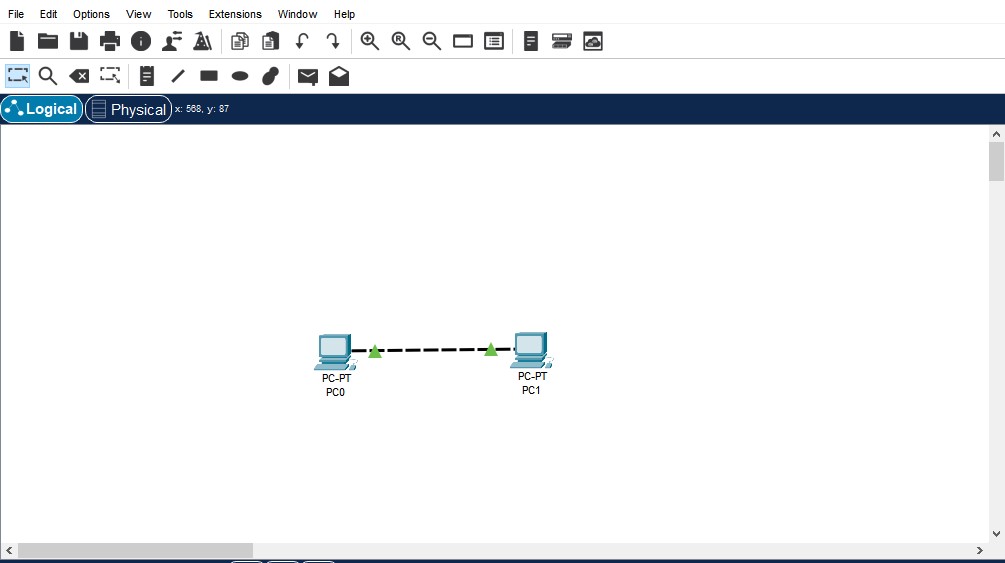 File Edit Options View Tools Extensions Window Help
Logical Physical x: 568, y: 87
PC-PT
PC0
PC-PT
PC1